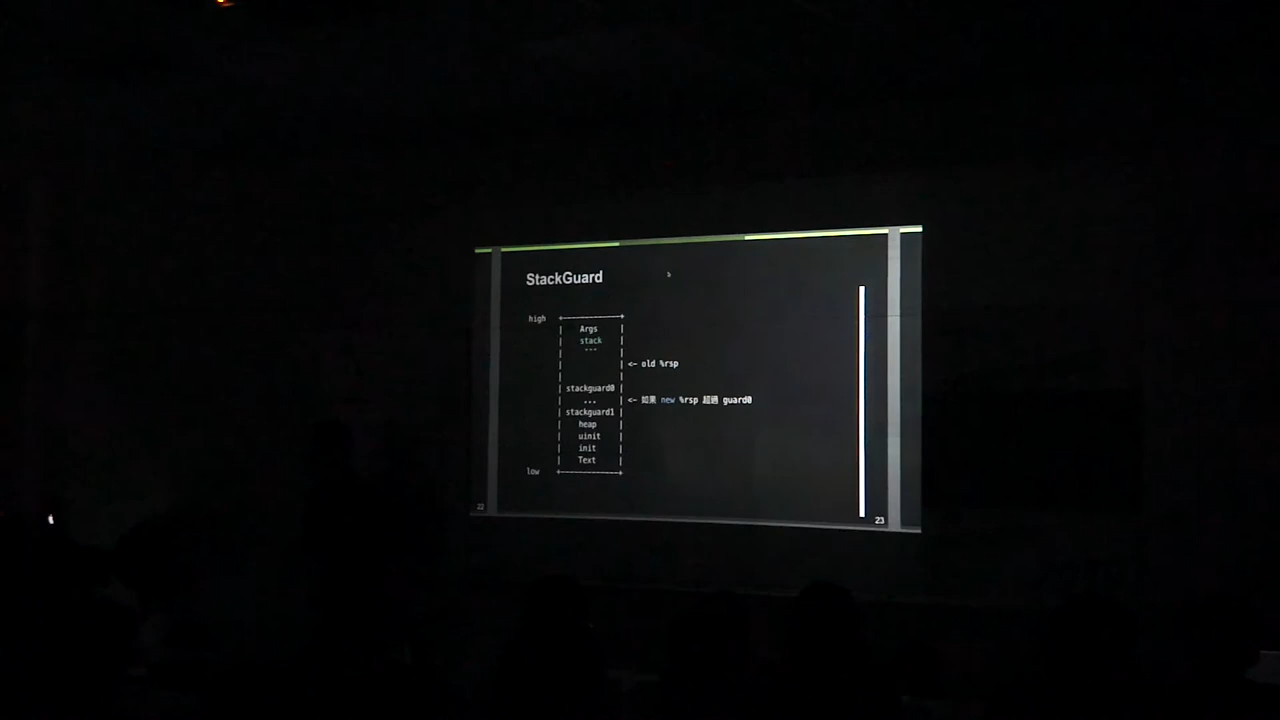 StackGuard
high +------------+
| Args |
| stack |
| ... |
| | <- old %rsp
| stackguard0 |
| ... | <- 如果 new %rsp 超過 guard0
| stackguard1 |
| heap |
| uinit |
| init |
| Text |
low +------------+
22
23